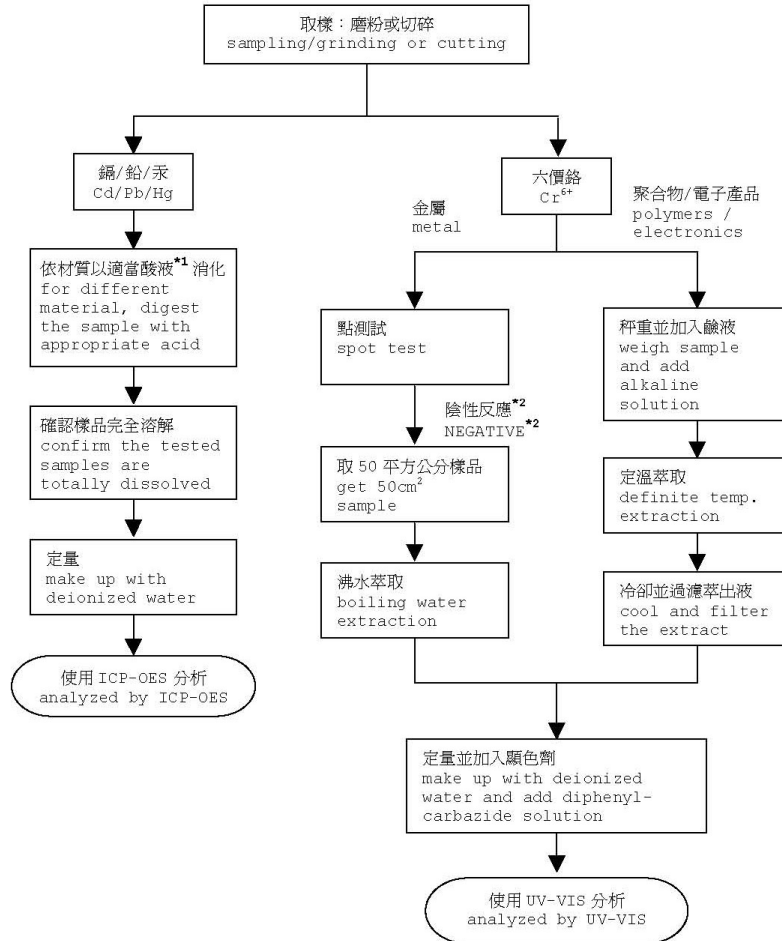 取樣：磨粉或切碎
sampling/grinding or cutting
鎘/鉛/汞
Cd/Pb/Hg
依材質以適當酸液*1 消化
for different
material, digest
the sample with
appropriate acid
確認樣品完全溶解
confirm the tested
samples are
totally dissolved
定量
make up with
deionized water
使用 ICP-OES 分析
analyzed by ICP-OES
六價鉻
Cr6+
金屬
metal
點測試
spot test
陰性反應*2
NEGATIVE*2
取 50 平方公分樣品
get 50cm2
sample
沸水萃取
boiling water
extraction
聚合物/電子產品
polymers /
electronics
秤重並加入鹼液
weigh sample
and add
alkaline
solution
定溫萃取
definite temp.
extraction
冷卻並過濾萃出液
cool and filter
the extract
定量並加入顯色劑
make up with deionized
water and add diphenyl-
carbazide solution
使用 UV-VIS 分析
analyzed by UV-VIS